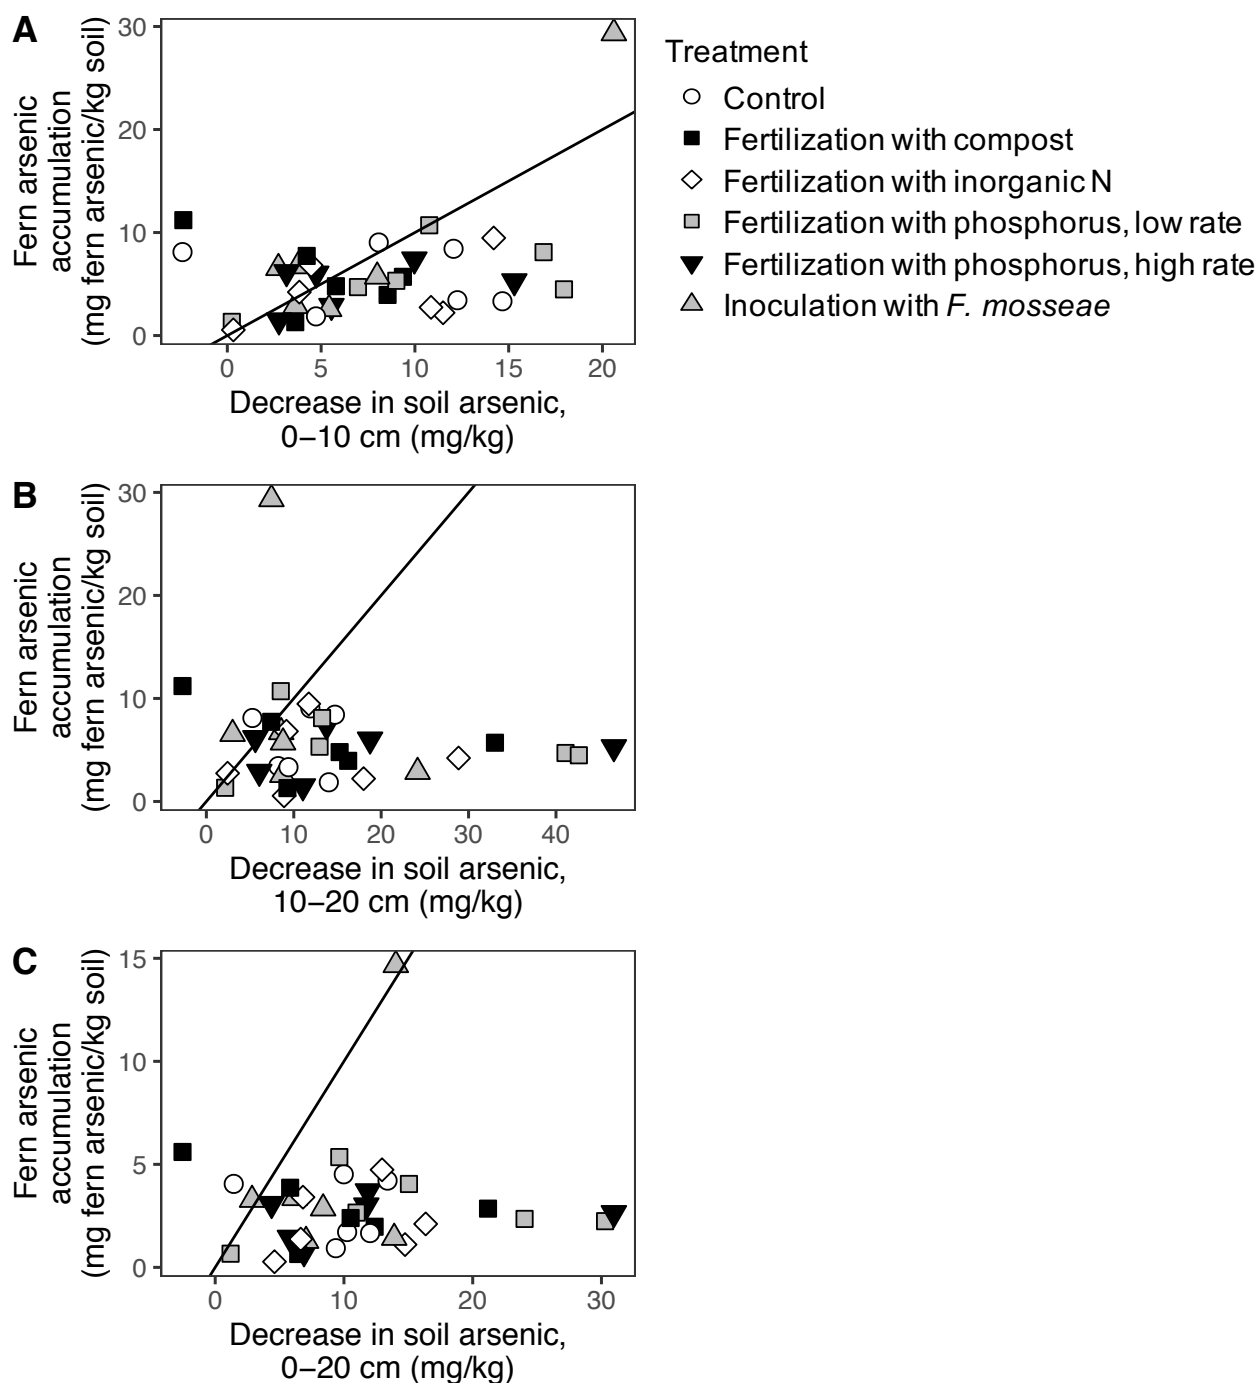 A
Fern arsenic
accumulation
(mg fern arsenic/kg soil)
30
20
10
0
0 5 10 15 20
Decrease in soil arsenic,
0–10 cm (mg/kg)
Treatment
Control
Fertilization with compost
Fertilization with inorganic N
Fertilization with phosphorus, low rate
Fertilization with phosphorus, high rate
Inoculation with F. mosseae
B
Fern arsenic
accumulation
(mg fern arsenic/kg soil)
30
20
10
0
0 10 20 30 40
Decrease in soil arsenic,
10–20 cm (mg/kg)
C
Fern arsenic
accumulation
(mg fern arsenic/kg soil)
15
10
5
0
0 10 20 30
Decrease in soil arsenic,
0–20 cm (mg/kg)